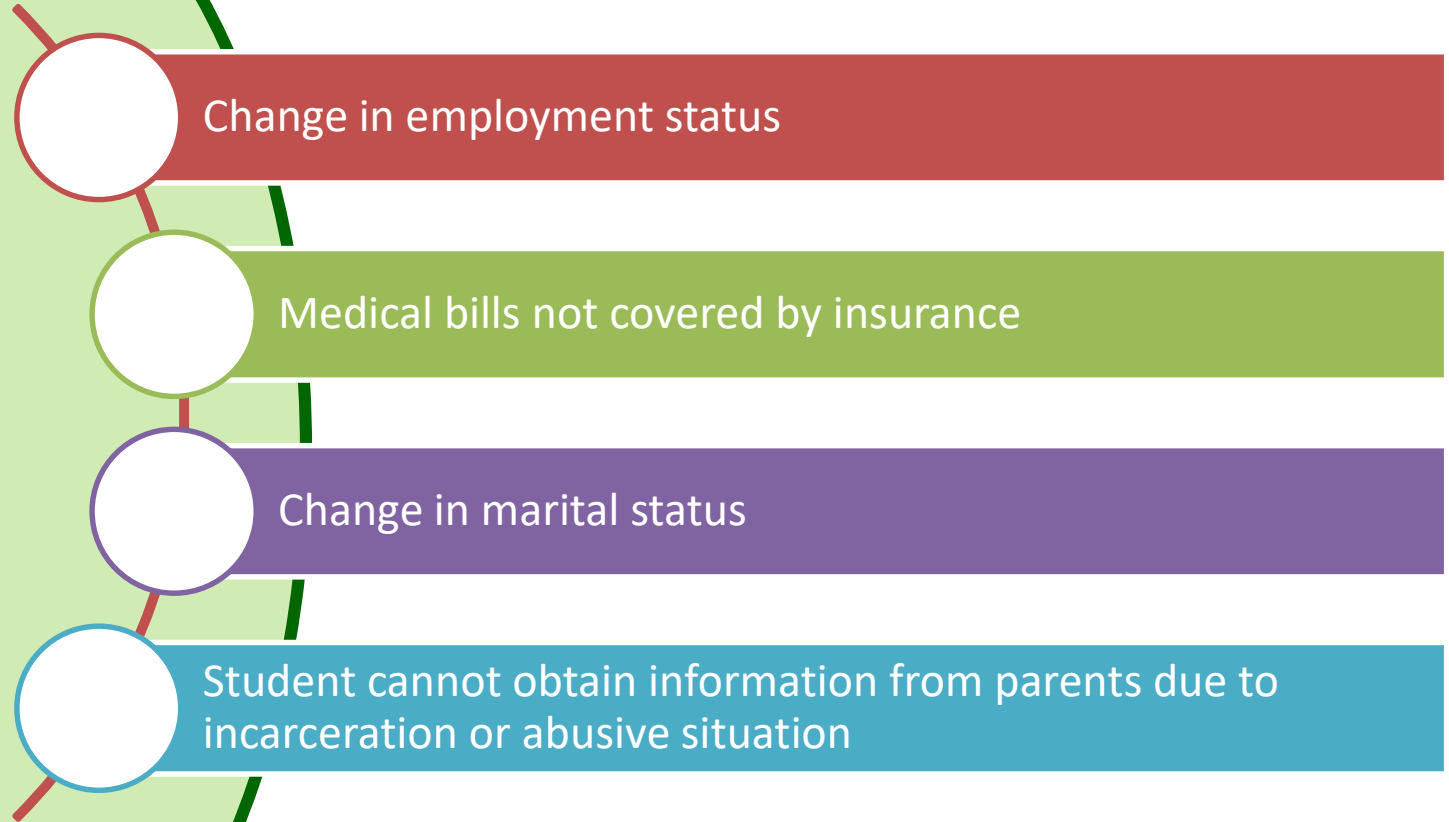 Change in employment status
Medical bills not covered by insurance
Change in marital status
Student cannot obtain information from parents due to
incarceration or abusive situation